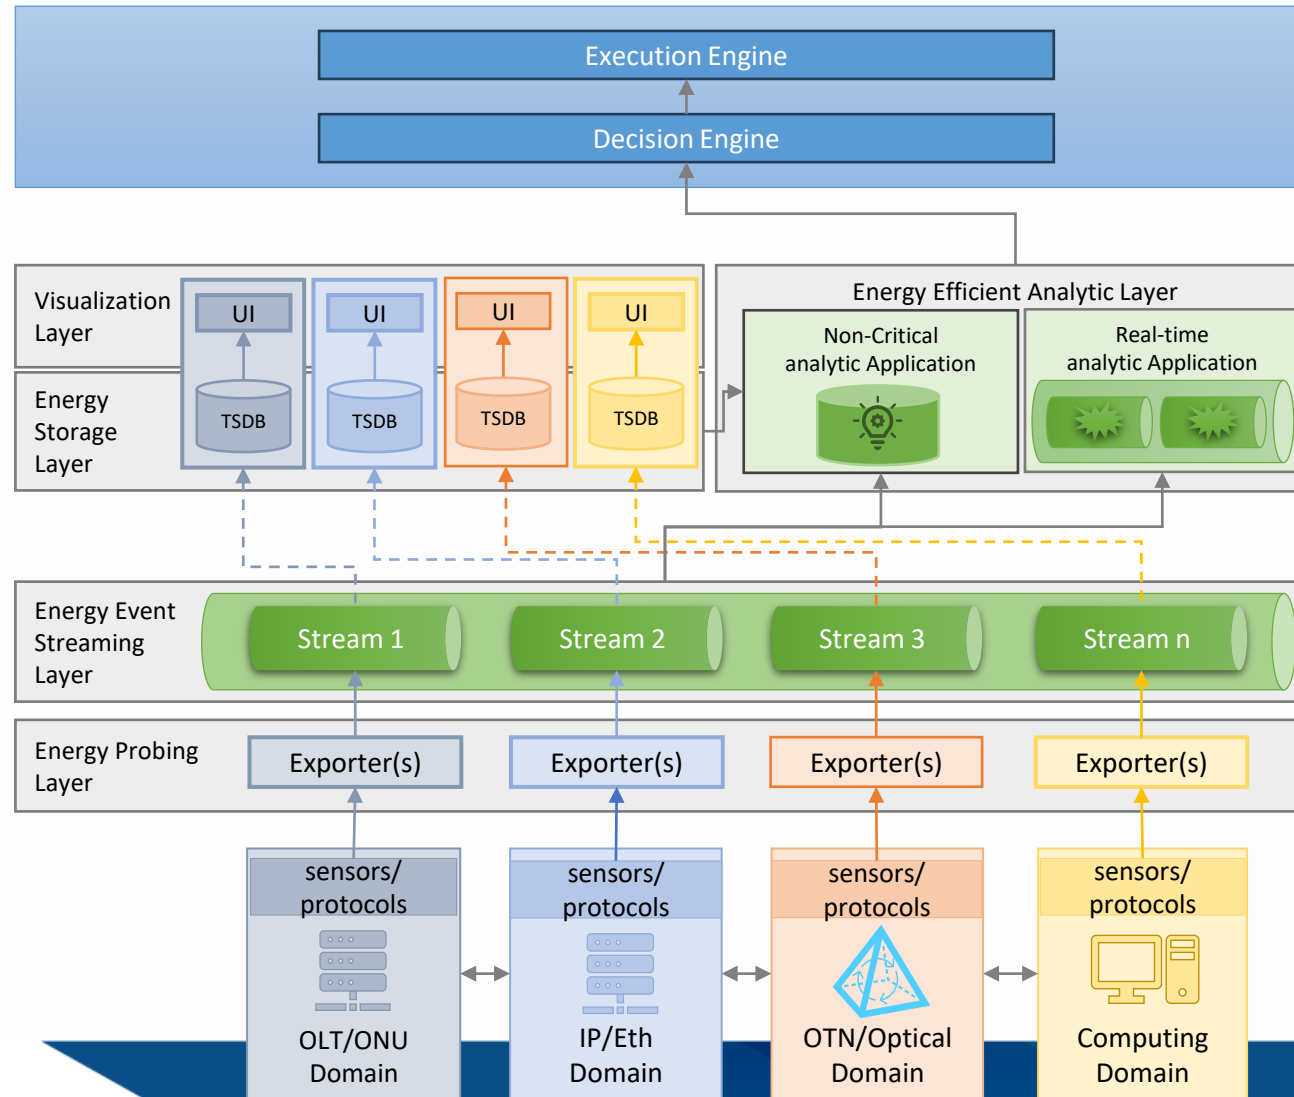 Execution Engine
Decision Engine
Visualization
Layer
UI
UI
UI
UI
Energy
Storage
Layer
TSDB
TSDB
TSDB
TSDB
Energy Efficient Analytic Layer
Non-Critical
analytic Application
Real-time
analytic Application
Energy Event
Streaming
Layer
Stream 1
Stream 2
Stream 3
Stream n
Energy Probing
Layer
Exporter(s)
Exporter(s)
Exporter(s)
Exporter(s)
sensors/
protocols
sensors/
protocols
sensors/
protocols
sensors/
protocols
OLT/ONU
Domain
IP/Eth
Domain
OTN/Optical
Domain
Computing
Domain